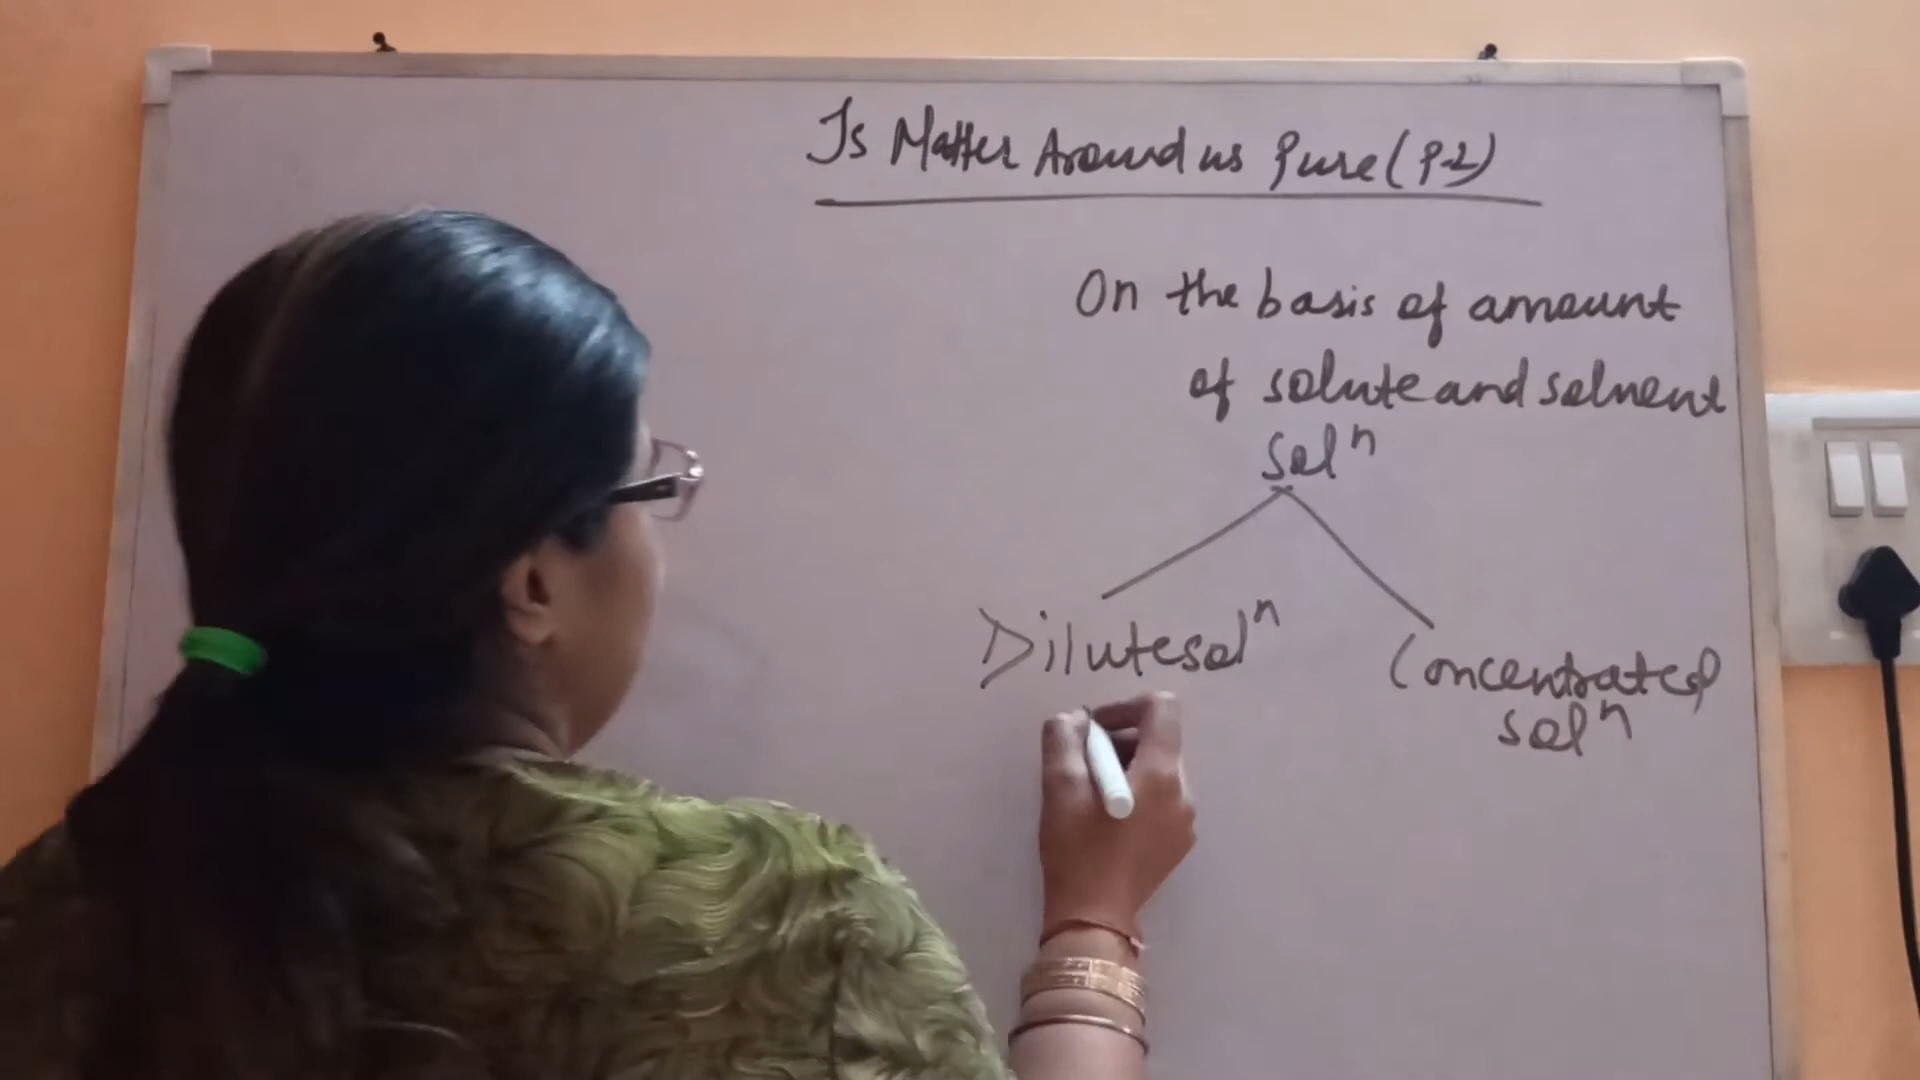 Is Matter Around us Pure (P-2)
On the basis of amount
of solute and solvent
Solⁿ
Dilute solⁿ
Concentrated
solⁿ